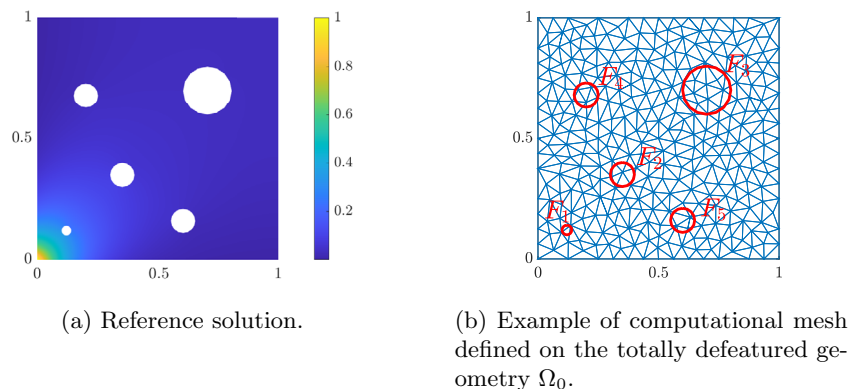 1
0.5
0
0 0.5 1
1
0.8
0.6
0.4
0.2
1
0.5
0
0 0.5 1
F4
F3
F2
F1
F5
(a) Reference solution.
(b) Example of computational mesh
defined on the totally defeatured ge-
ometry Ω0.